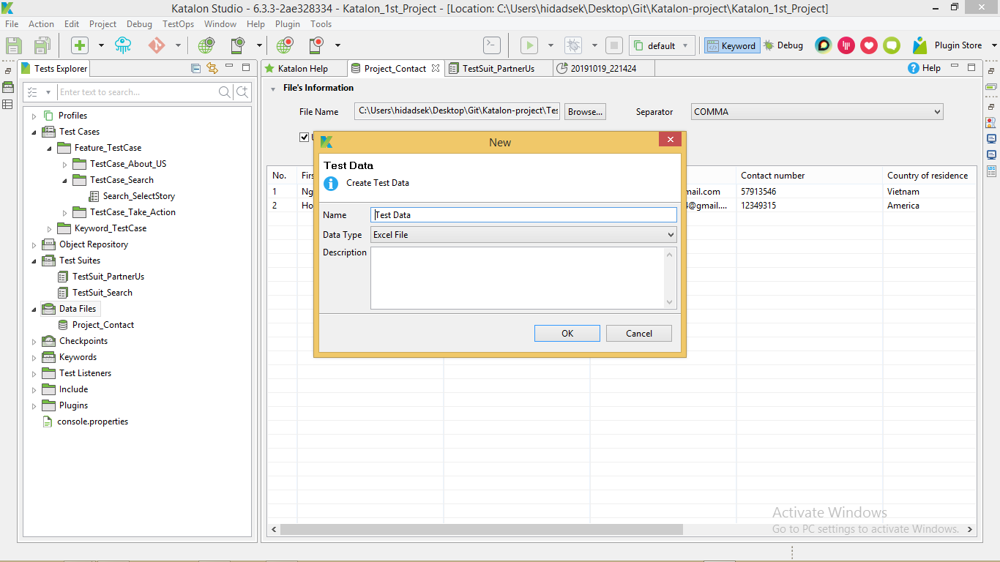 Katalon Studio - 6.3.3-2ae328334 - Katalon_1st_Project - [Location: C:\Users\hidadsek\Desktop\Git\Katalon-project\Katalon_1st_Project]
File Action Edit Project Debug TestOps Window Help Plugin Tools
default Keyword Debug Plugin Store
Tests Explorer
Enter text to search...
Profiles
Test Cases
Feature_TestCase
TestCase_About_US
TestCase_Search
Search_SelectStory
TestCase_Take_Action
Keyword_TestCase
Object Repository
Test Suites
TestSuit_PartnerUs
TestSuit_Search
Data Files
Project_Contact
Checkpoints
Keywords
Test Listeners
Include
Plugins
console.properties
Katalon Help Project_Contact TestSuit_PartnerUs 20191019_221424 Help
File's Information
File Name C:\Users\hidadsek\Desktop\Git\Katalon-project\Tes Browse... Separator COMMA
No. Firs Contact number Country of residence
1 Ng mail.com 57913546 Vietnam
2 Ho @gmail.... 12349315 America
New
Test Data
Create Test Data
Name Test Data
Data Type Excel File
Description
OK Cancel
Activate Windows
Go to PC settings to activate Windows.